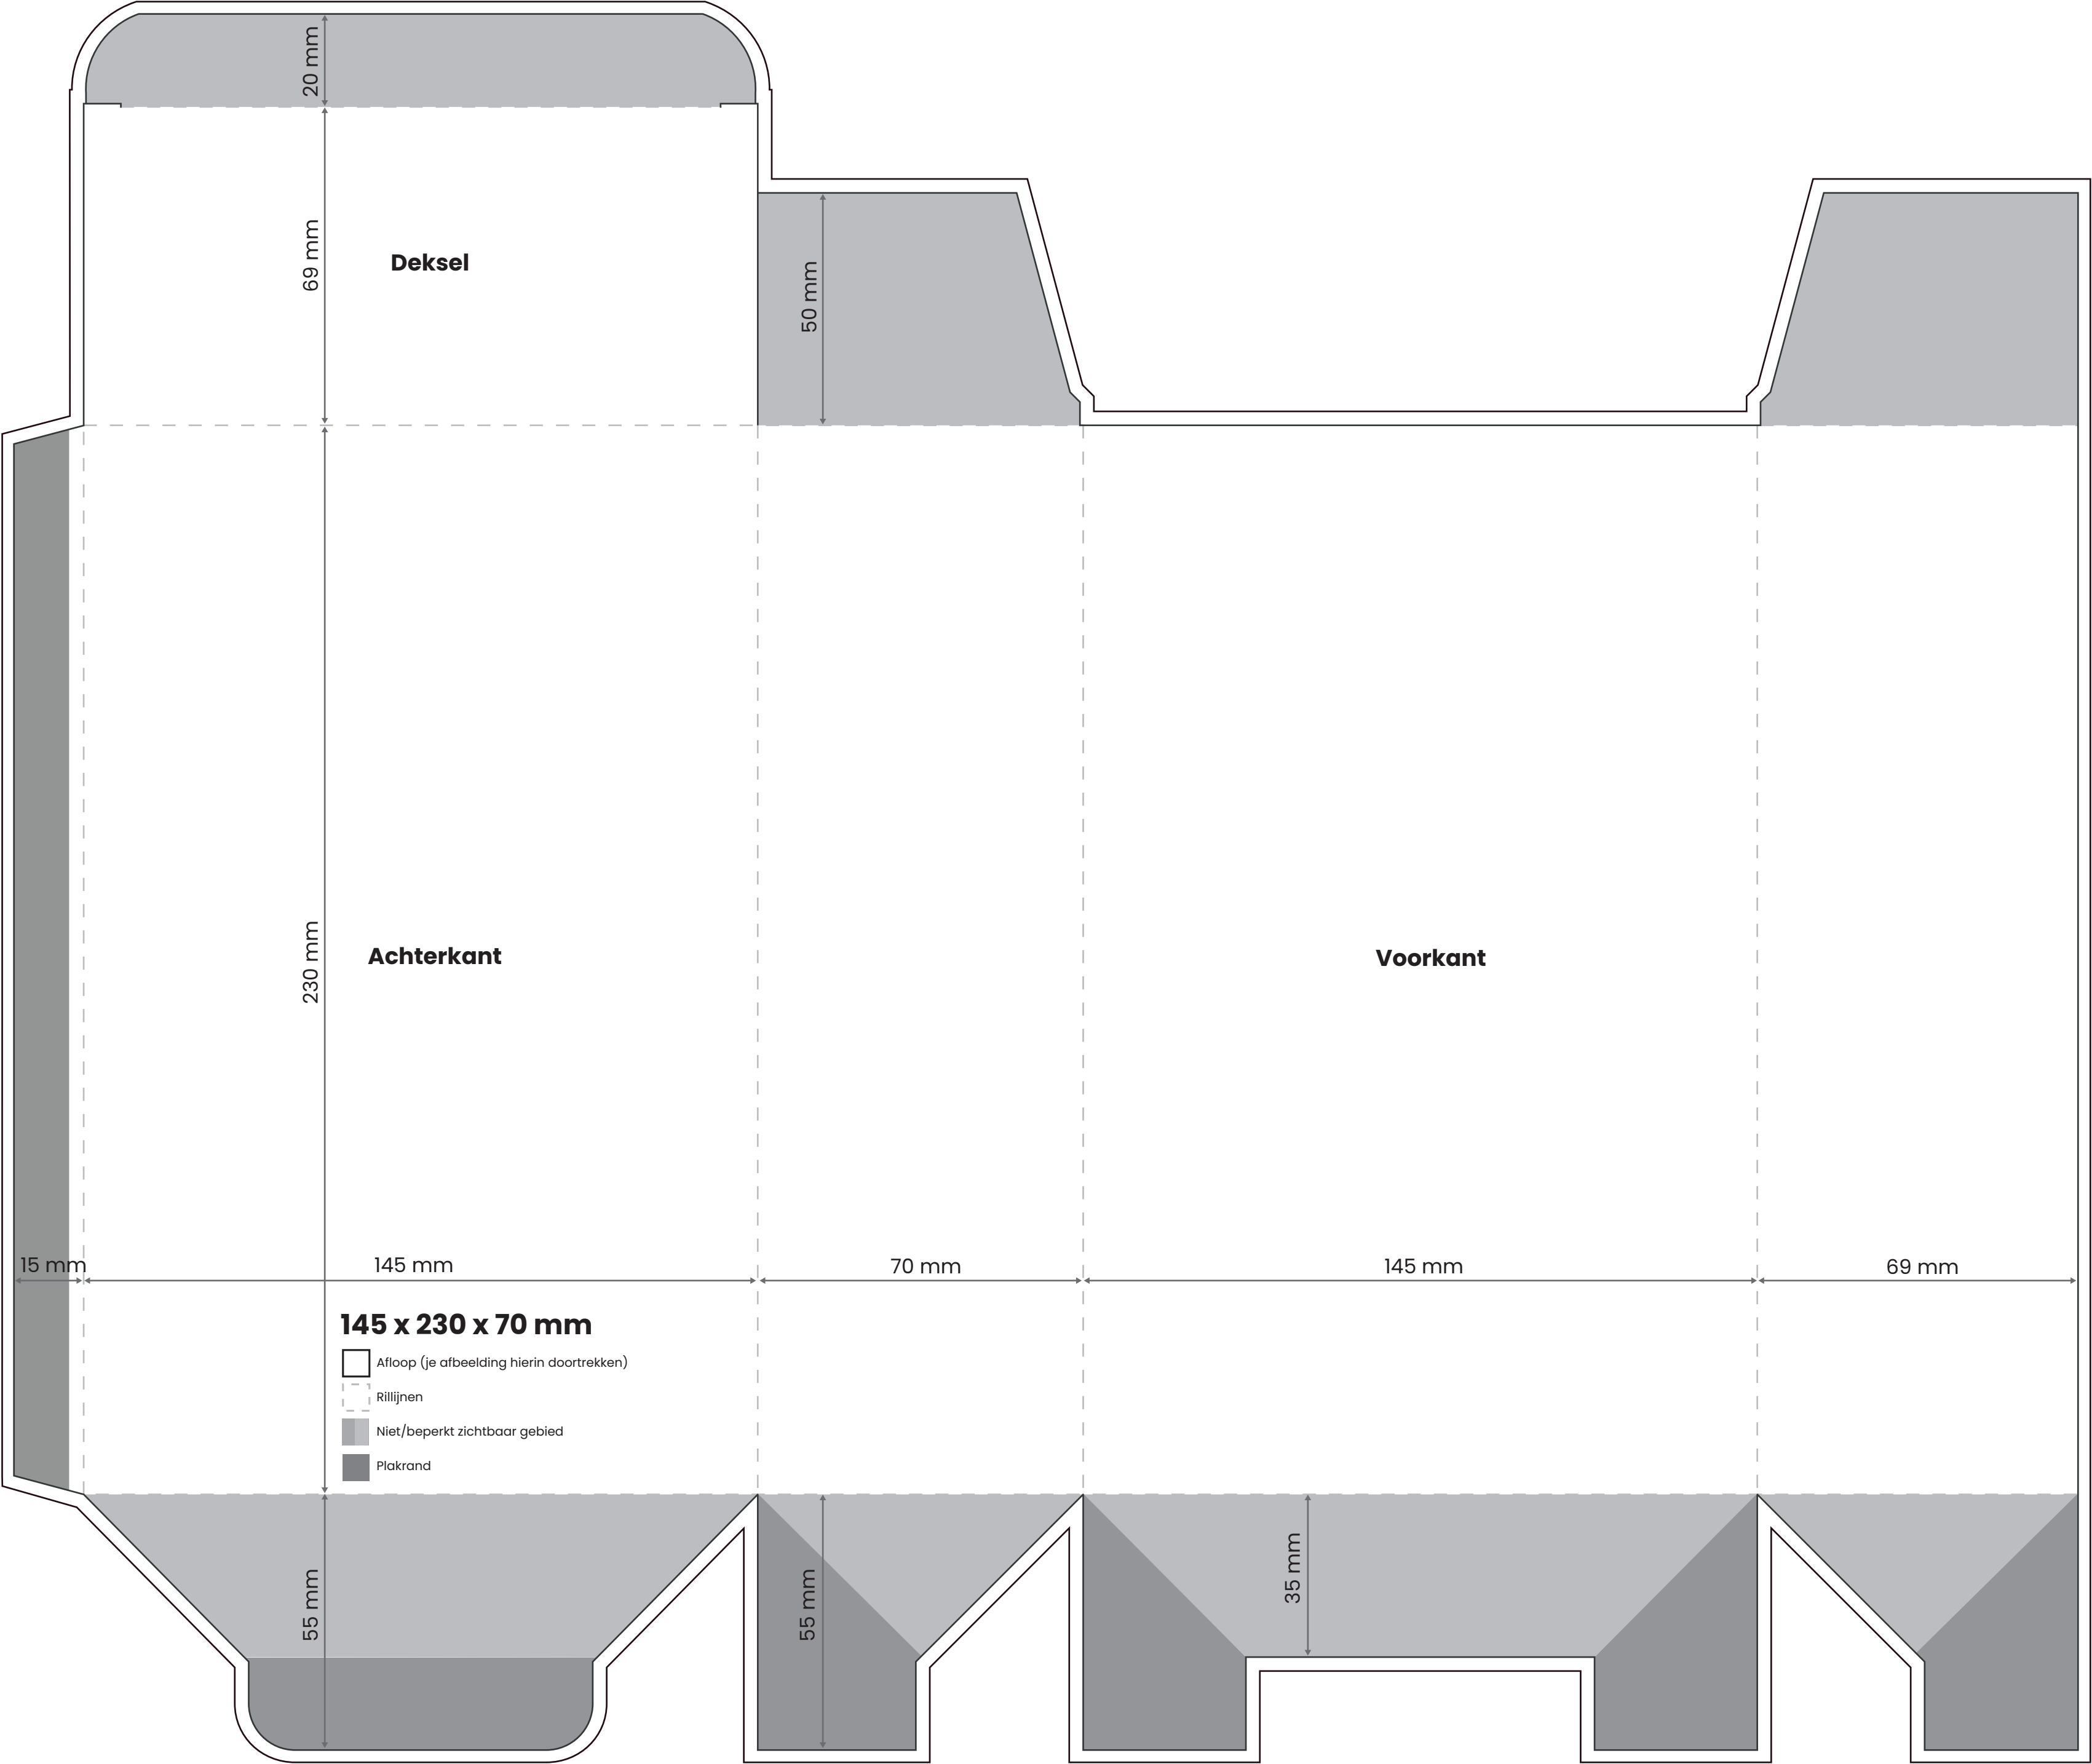 20 mm
69 mm
Deksel
50 mm
230 mm
Achterkant
Voorkant
15 mm
145 mm
70 mm
145 mm
69 mm
145 x 230 x 70 mm
Afloop (je afbeelding hierin doortrekken)
Rillijnen
Niet/beperkt zichtbaar gebied
Plakrand
55 mm
55 mm
35 mm